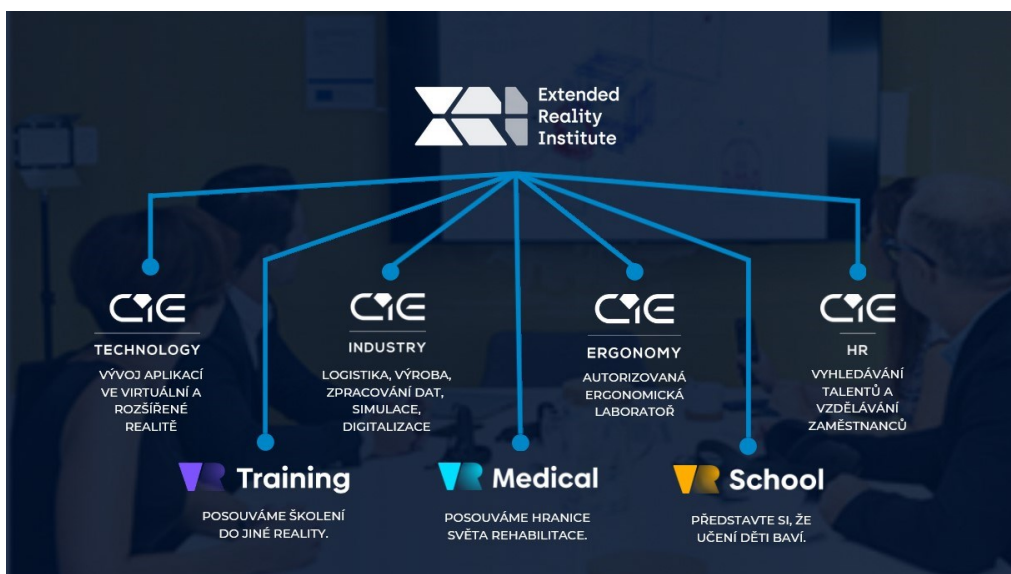 Extended
Reality
Institute
CIE
TECHNOLOGY
VÝVOJ APLIKACÍ
VE VIRTUÁLNÍ A
ROZŠÍŘENÉ
REALITĚ
CIE
INDUSTRY
LOGISTIKA, VÝROBA,
ZPRACOVÁNÍ DAT,
SIMULACE,
DIGITALIZACE
CIE
ERGONOMY
AUTORIZOVANÁ
ERGONOMICKÁ
LABORATOŘ
CIE
HR
VYHLEDÁVÁNÍ
TALENTŮ A
VZDĚLÁVÁNÍ
ZAMĚSTNANCŮ
VR Training
POSOUVÁME ŠKOLENÍ
DO JINÉ REALITY.
VR Medical
POSOUVÁME HRANICE
SVĚTA REHABILITACE.
VR School
PŘEDSTAVTE SI, ŽE
UČENÍ DĚTI BAVÍ.